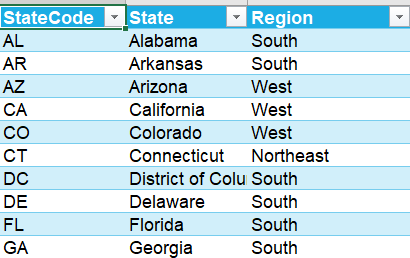 StateCode State Region
AL Alabama South
AR Arkansas South
AZ Arizona West
CA California West
CO Colorado West
CT Connecticut Northeast
DC District of Colu South
DE Delaware South
FL Florida South
GA Georgia South